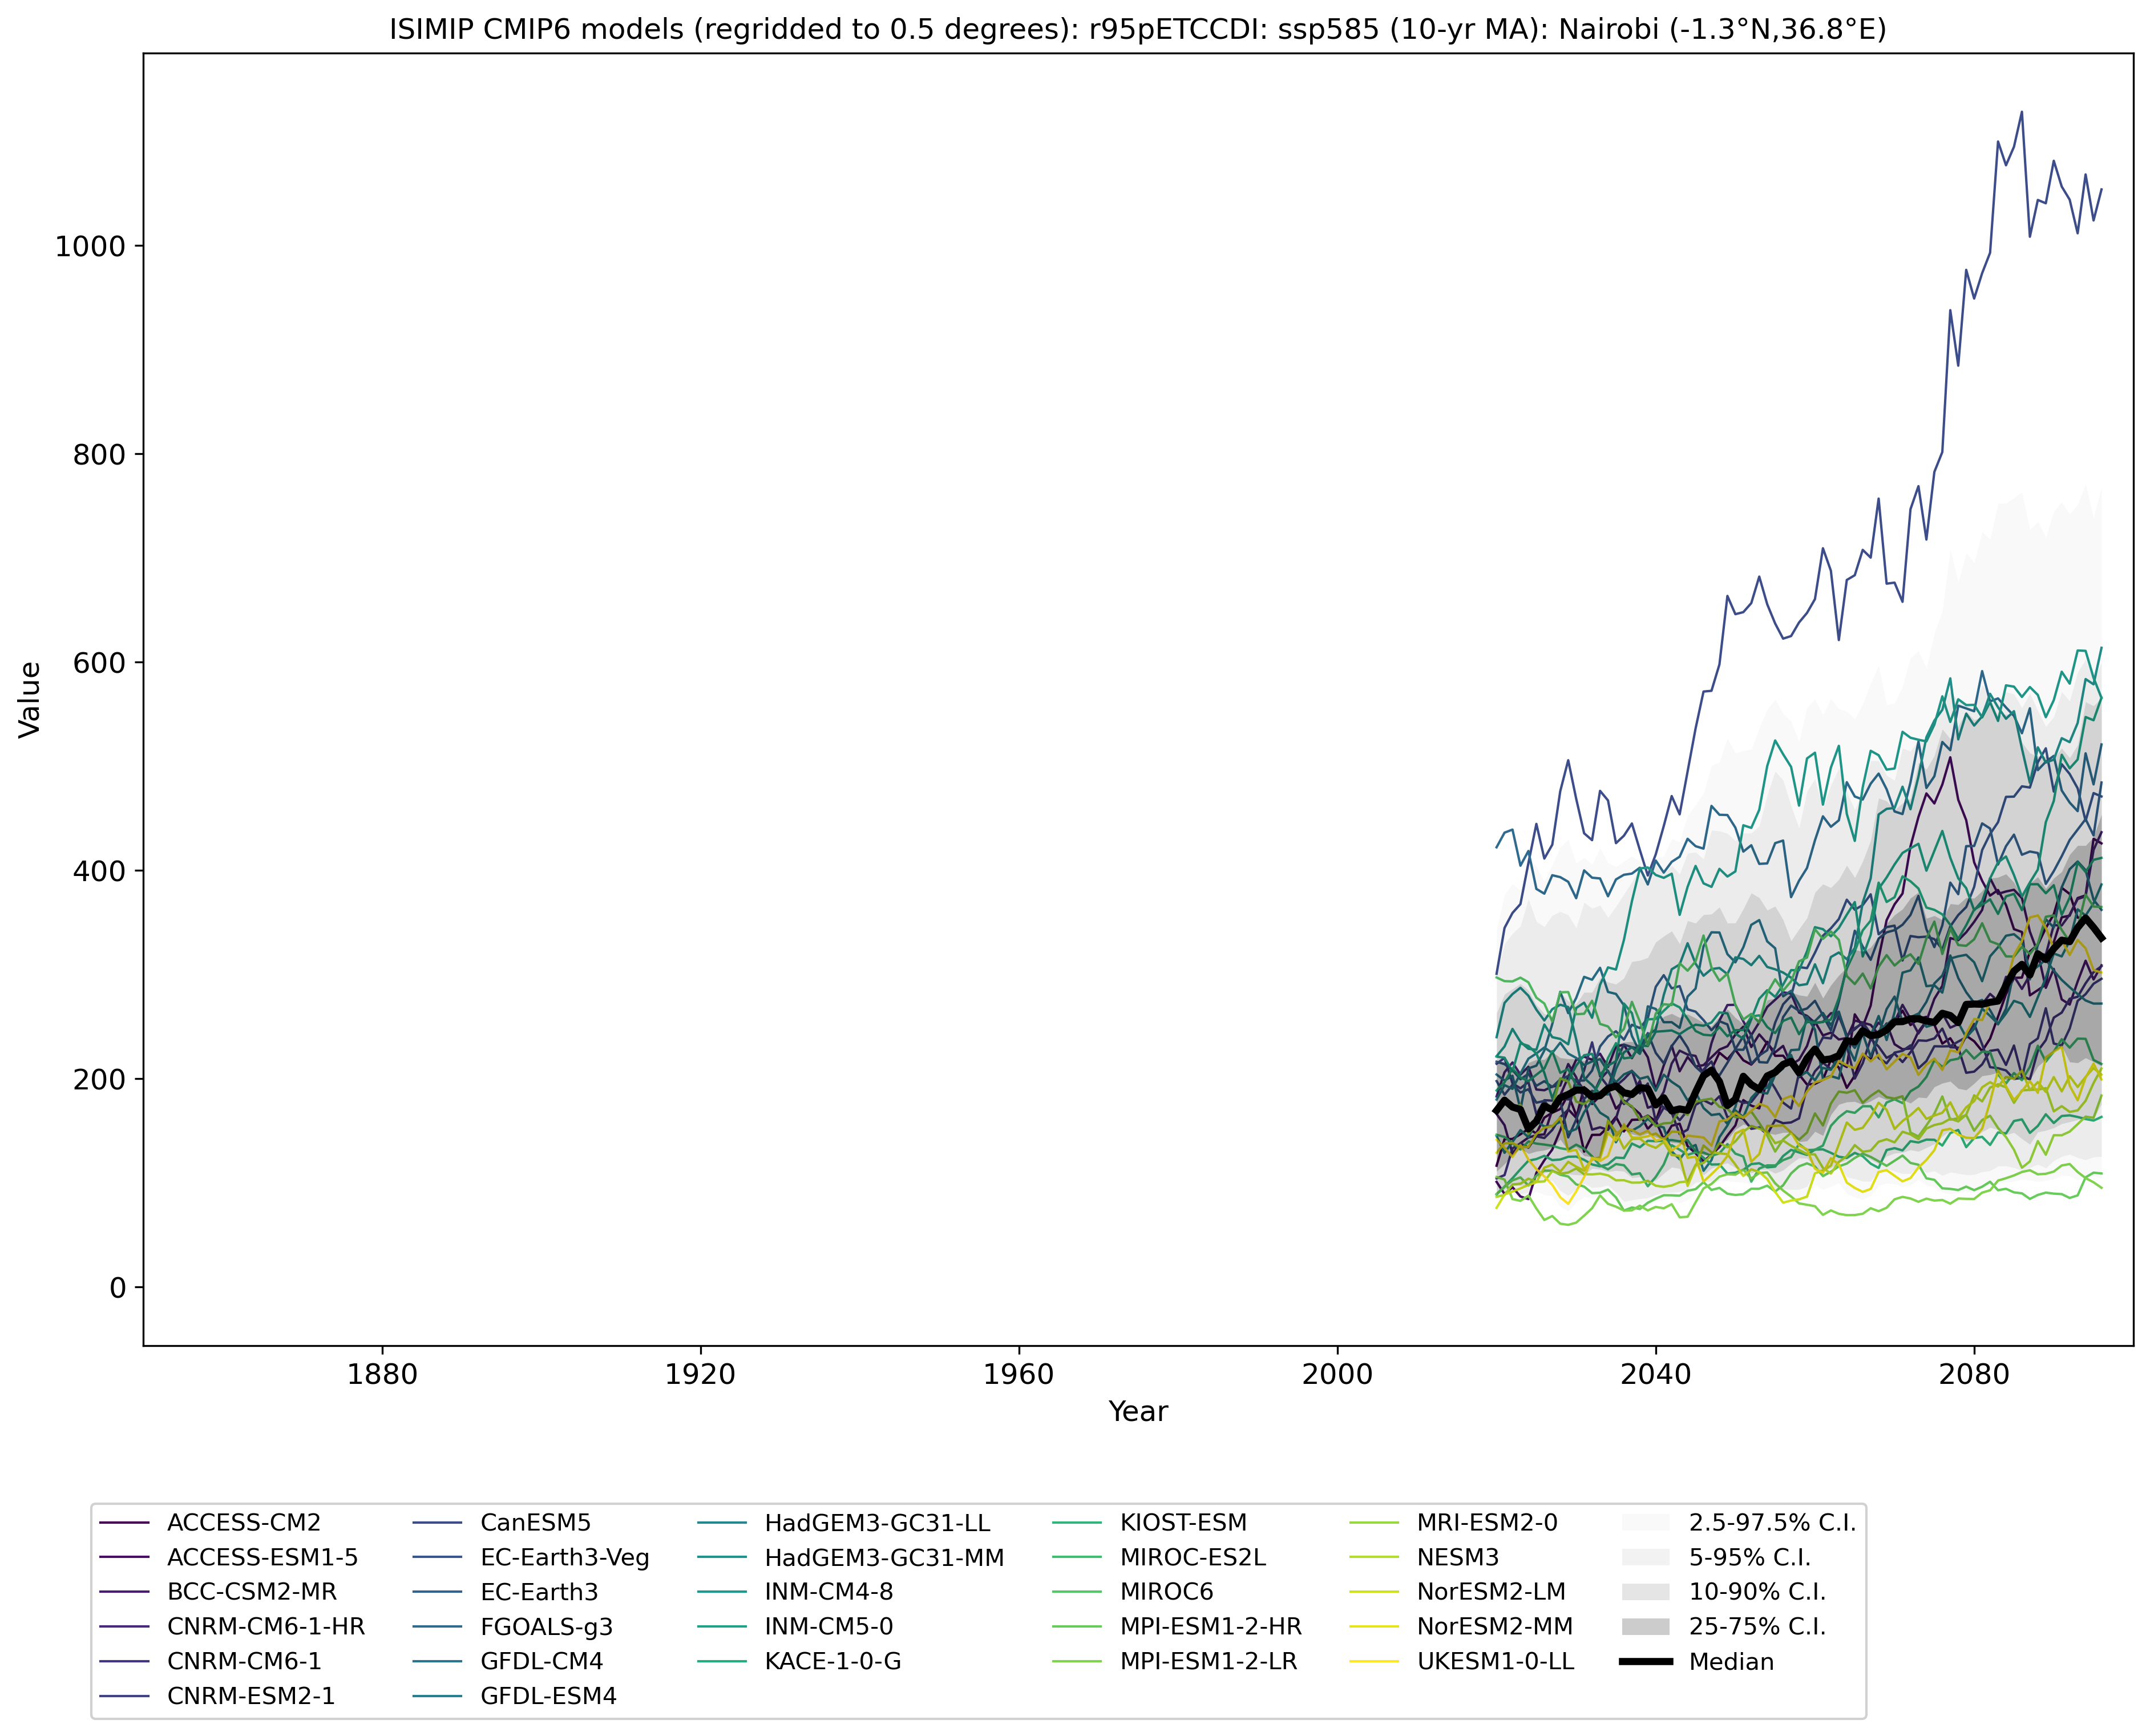 ISIMIP CMIP6 models (regridded to 0.5 degrees): r95pETCCDI: ssp585 (10-yr MA): Nairobi (-1.3°N,36.8°E)
1000
800
600
400
200
0
Value
1880 1920 1960 2000 2040 2080
Year
ACCESS-CM2
ACCESS-ESM1-5
BCC-CSM2-MR
CNRM-CM6-1-HR
CNRM-CM6-1
CNRM-ESM2-1
CanESM5
EC-Earth3-Veg
EC-Earth3
FGOALS-g3
GFDL-CM4
GFDL-ESM4
HadGEM3-GC31-LL
HadGEM3-GC31-MM
INM-CM4-8
INM-CM5-0
KACE-1-0-G
KIOST-ESM
MIROC-ES2L
MIROC6
MPI-ESM1-2-HR
MPI-ESM1-2-LR
MRI-ESM2-0
NESM3
NorESM2-LM
NorESM2-MM
UKESM1-0-LL
2.5-97.5% C.I.
5-95% C.I.
10-90% C.I.
25-75% C.I.
Median